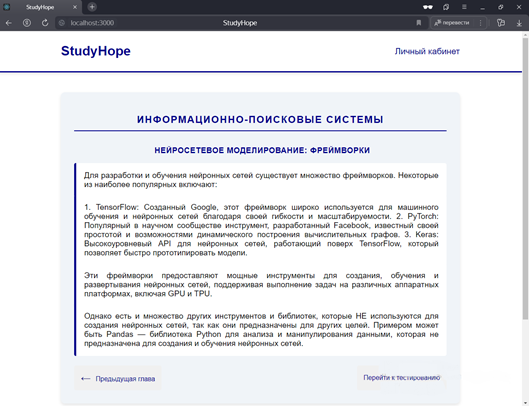 StudyHope
localhost:3000
StudyHope
перевести
StudyHope
Личный кабинет
ИНФОРМАЦИОННО-ПОИСКОВЫЕ СИСТЕМЫ
НЕЙРОСЕТЕВОЕ МОДЕЛИРОВАНИЕ: ФРЕЙМВОРКИ
Для разработки и обучения нейронных сетей существует множество фреймворков. Некоторые
из наиболее популярных включают:
1. TensorFlow: Созданный Google, этот фреймворк широко используется для машинного
обучения и нейронных сетей благодаря своей гибкости и масштабируемости. 2. PyTorch:
Популярный в научном сообществе инструмент, разработанный Facebook, известный своей
простотой и возможностями динамического построения вычислительных графов. 3. Keras:
Высокоуровневый API для нейронных сетей, работающий поверх TensorFlow, который
позволяет быстро прототипировать модели.
Эти фреймворки предоставляют мощные инструменты для создания, обучения и
развертывания нейронных сетей, поддерживая выполнение задач на различных аппаратных
платформах, включая GPU и TPU.
Однако есть и множество других инструментов и библиотек, которые НЕ используются для
создания нейронных сетей, так как они предназначены для других целей. Примером может
быть Pandas — библиотека Python для анализа и манипулирования данными, которая не
предназначена для создания и обучения нейронных сетей.
← Предыдущая глава
Перейти к тестированию